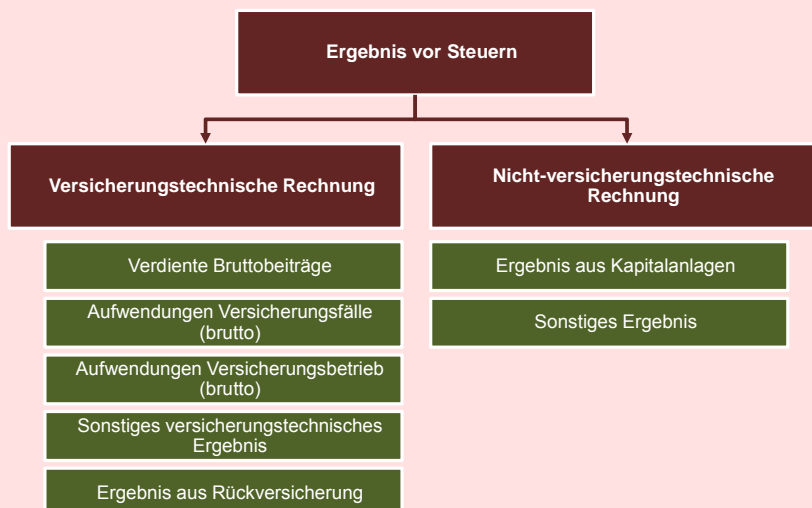 Ergebnis vor Steuern
Versicherungstechnische Rechnung
Nicht-versicherungstechnische
Rechnung
Verdiente Bruttobeiträge
Aufwendungen Versicherungsfälle
(brutto)
Aufwendungen Versicherungsbetrieb
(brutto)
Sonstiges versicherungstechnisches
Ergebnis
Ergebnis aus Rückversicherung
Ergebnis aus Kapitalanlagen
Sonstiges Ergebnis